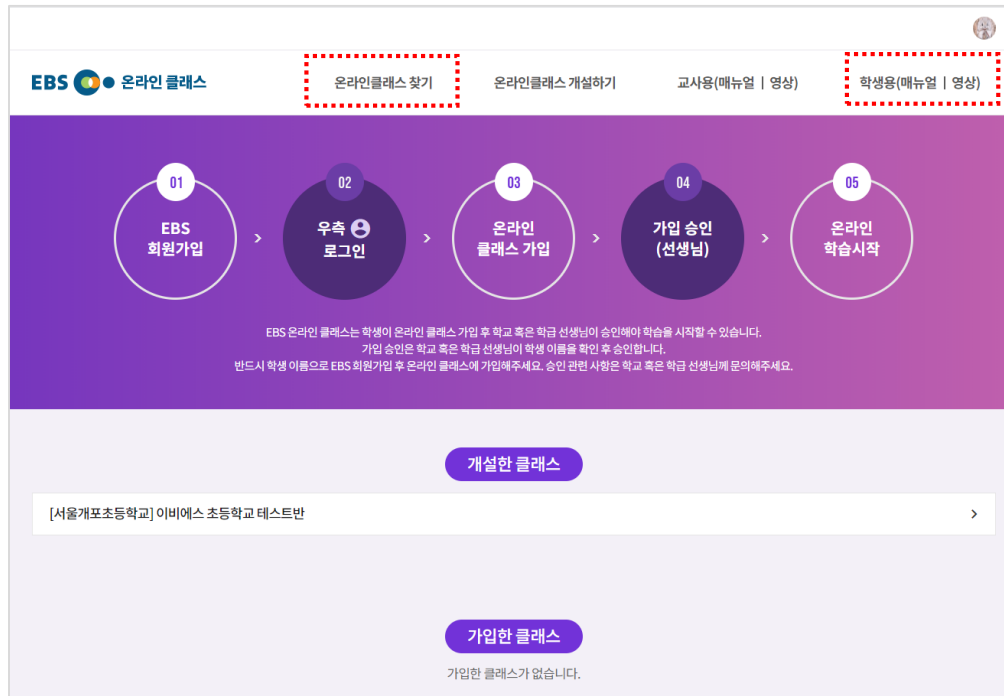 EBS 온라인 클래스
온라인클래스 찾기
온라인클래스 개설하기
교사용(매뉴얼 | 영상)
학생용(매뉴얼 | 영상)
01
EBS
회원가입
02
우측
로그인
03
온라인
클래스 가입
04
가입 승인
(선생님)
05
온라인
학습시작
EBS 온라인 클래스는 학생이 온라인 클래스 가입 후 학교 혹은 학급 선생님이 승인해야 학습을 시작할 수 있습니다.
가입 승인은 학교 혹은 학급 선생님이 학생 이름을 확인 후 승인합니다.
반드시 학생 이름으로 EBS 회원가입 후 온라인 클래스에 가입해주세요. 승인 관련 사항은 학교 혹은 학급 선생님께 문의해주세요.
개설한 클래스
[서울개포초등학교] 이비에스 초등학교 테스트반
가입한 클래스
가입한 클래스가 없습니다.